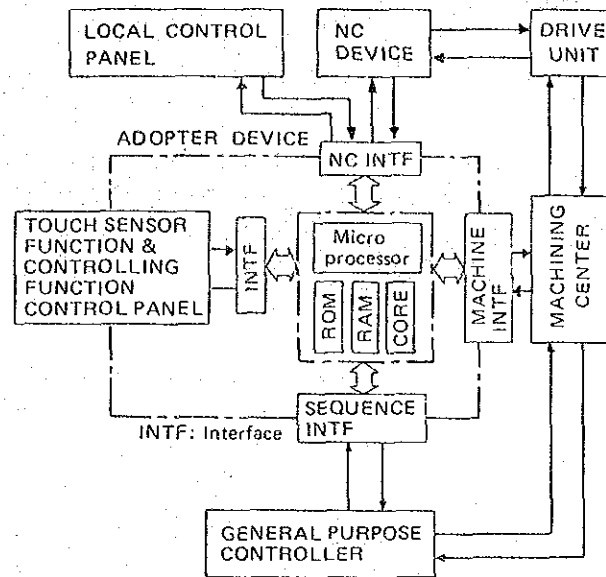 LOCAL CONTROL
PANEL
NC
DEVICE
DRIVE
UNIT
ADOPTER DEVICE
NC INTF
TOUCH SENSOR
FUNCTION &
CONTROLLING
FUNCTION
CONTROL PANEL
INTF
Micro
processor
ROM
RAM
CORE
MACHINE
INTF
MACHINING
CENTER
SEQUENCE
INTF
INTF: Interface
GENERAL PURPOSE
CONTROLLER